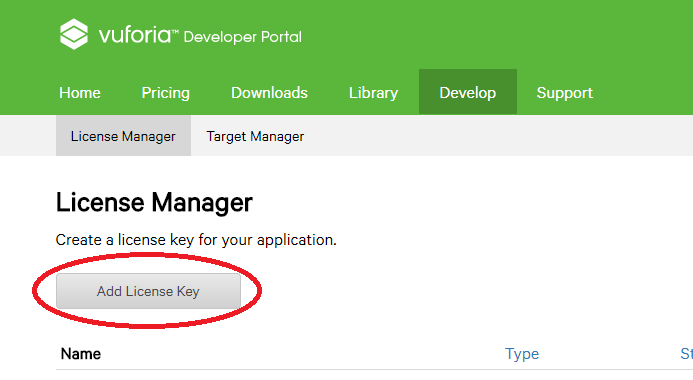 vuforia™ Developer Portal
Home Pricing Downloads Library Develop Support
License Manager Target Manager
License Manager
Create a license key for your application.
Add License Key
Name Type St